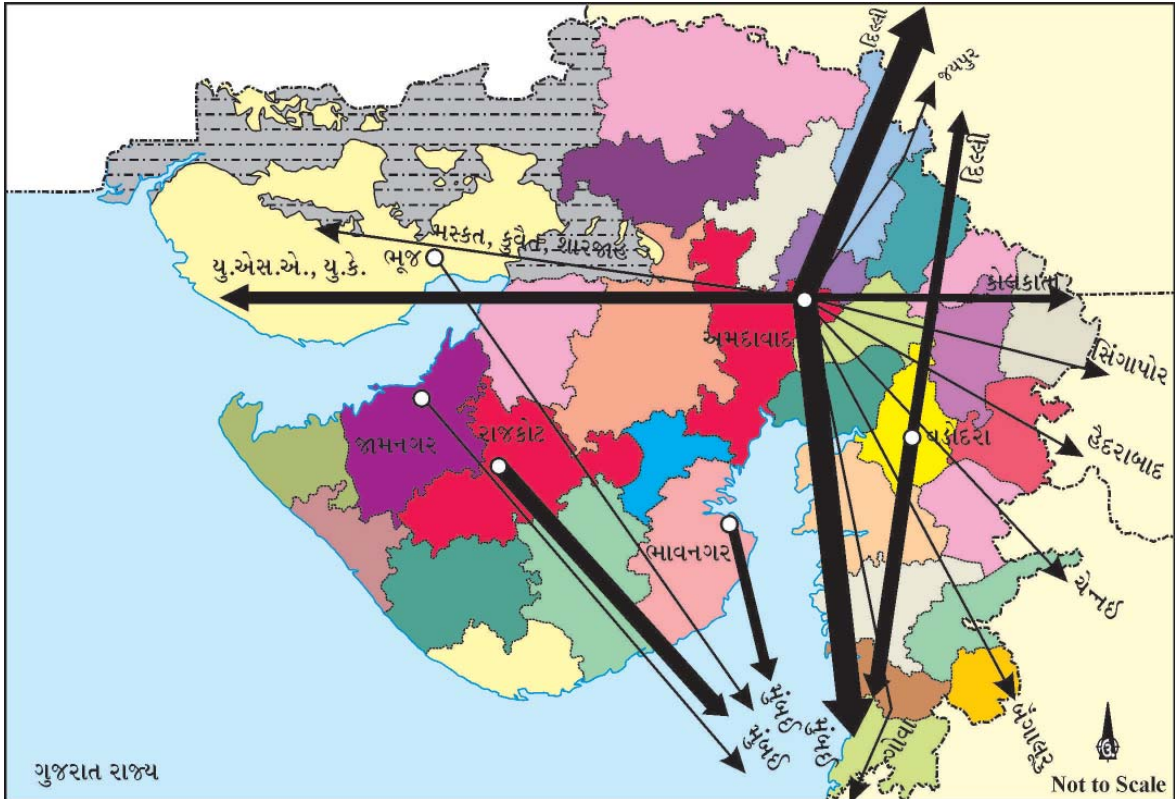 દિલ્લી
જયપુર
દિલ્લી
મસ્કત, કુવૈત, શારજાહ
ભૂજ
યુ.એસ.એ., યુ.કે.
કોલકાતા
અમદાવાદ
સિંગાપોર
વડોદરા
હૈદરાબાદ
જામનગર
રાજકોટ
ભાવનગર
ચેન્નઈ
મુંબઈ
મુંબઈ
મુંબઈ
ગોવા
બેંગાલૂરુ
ઉ
ગુજરાત રાજ્ય
Not to Scale